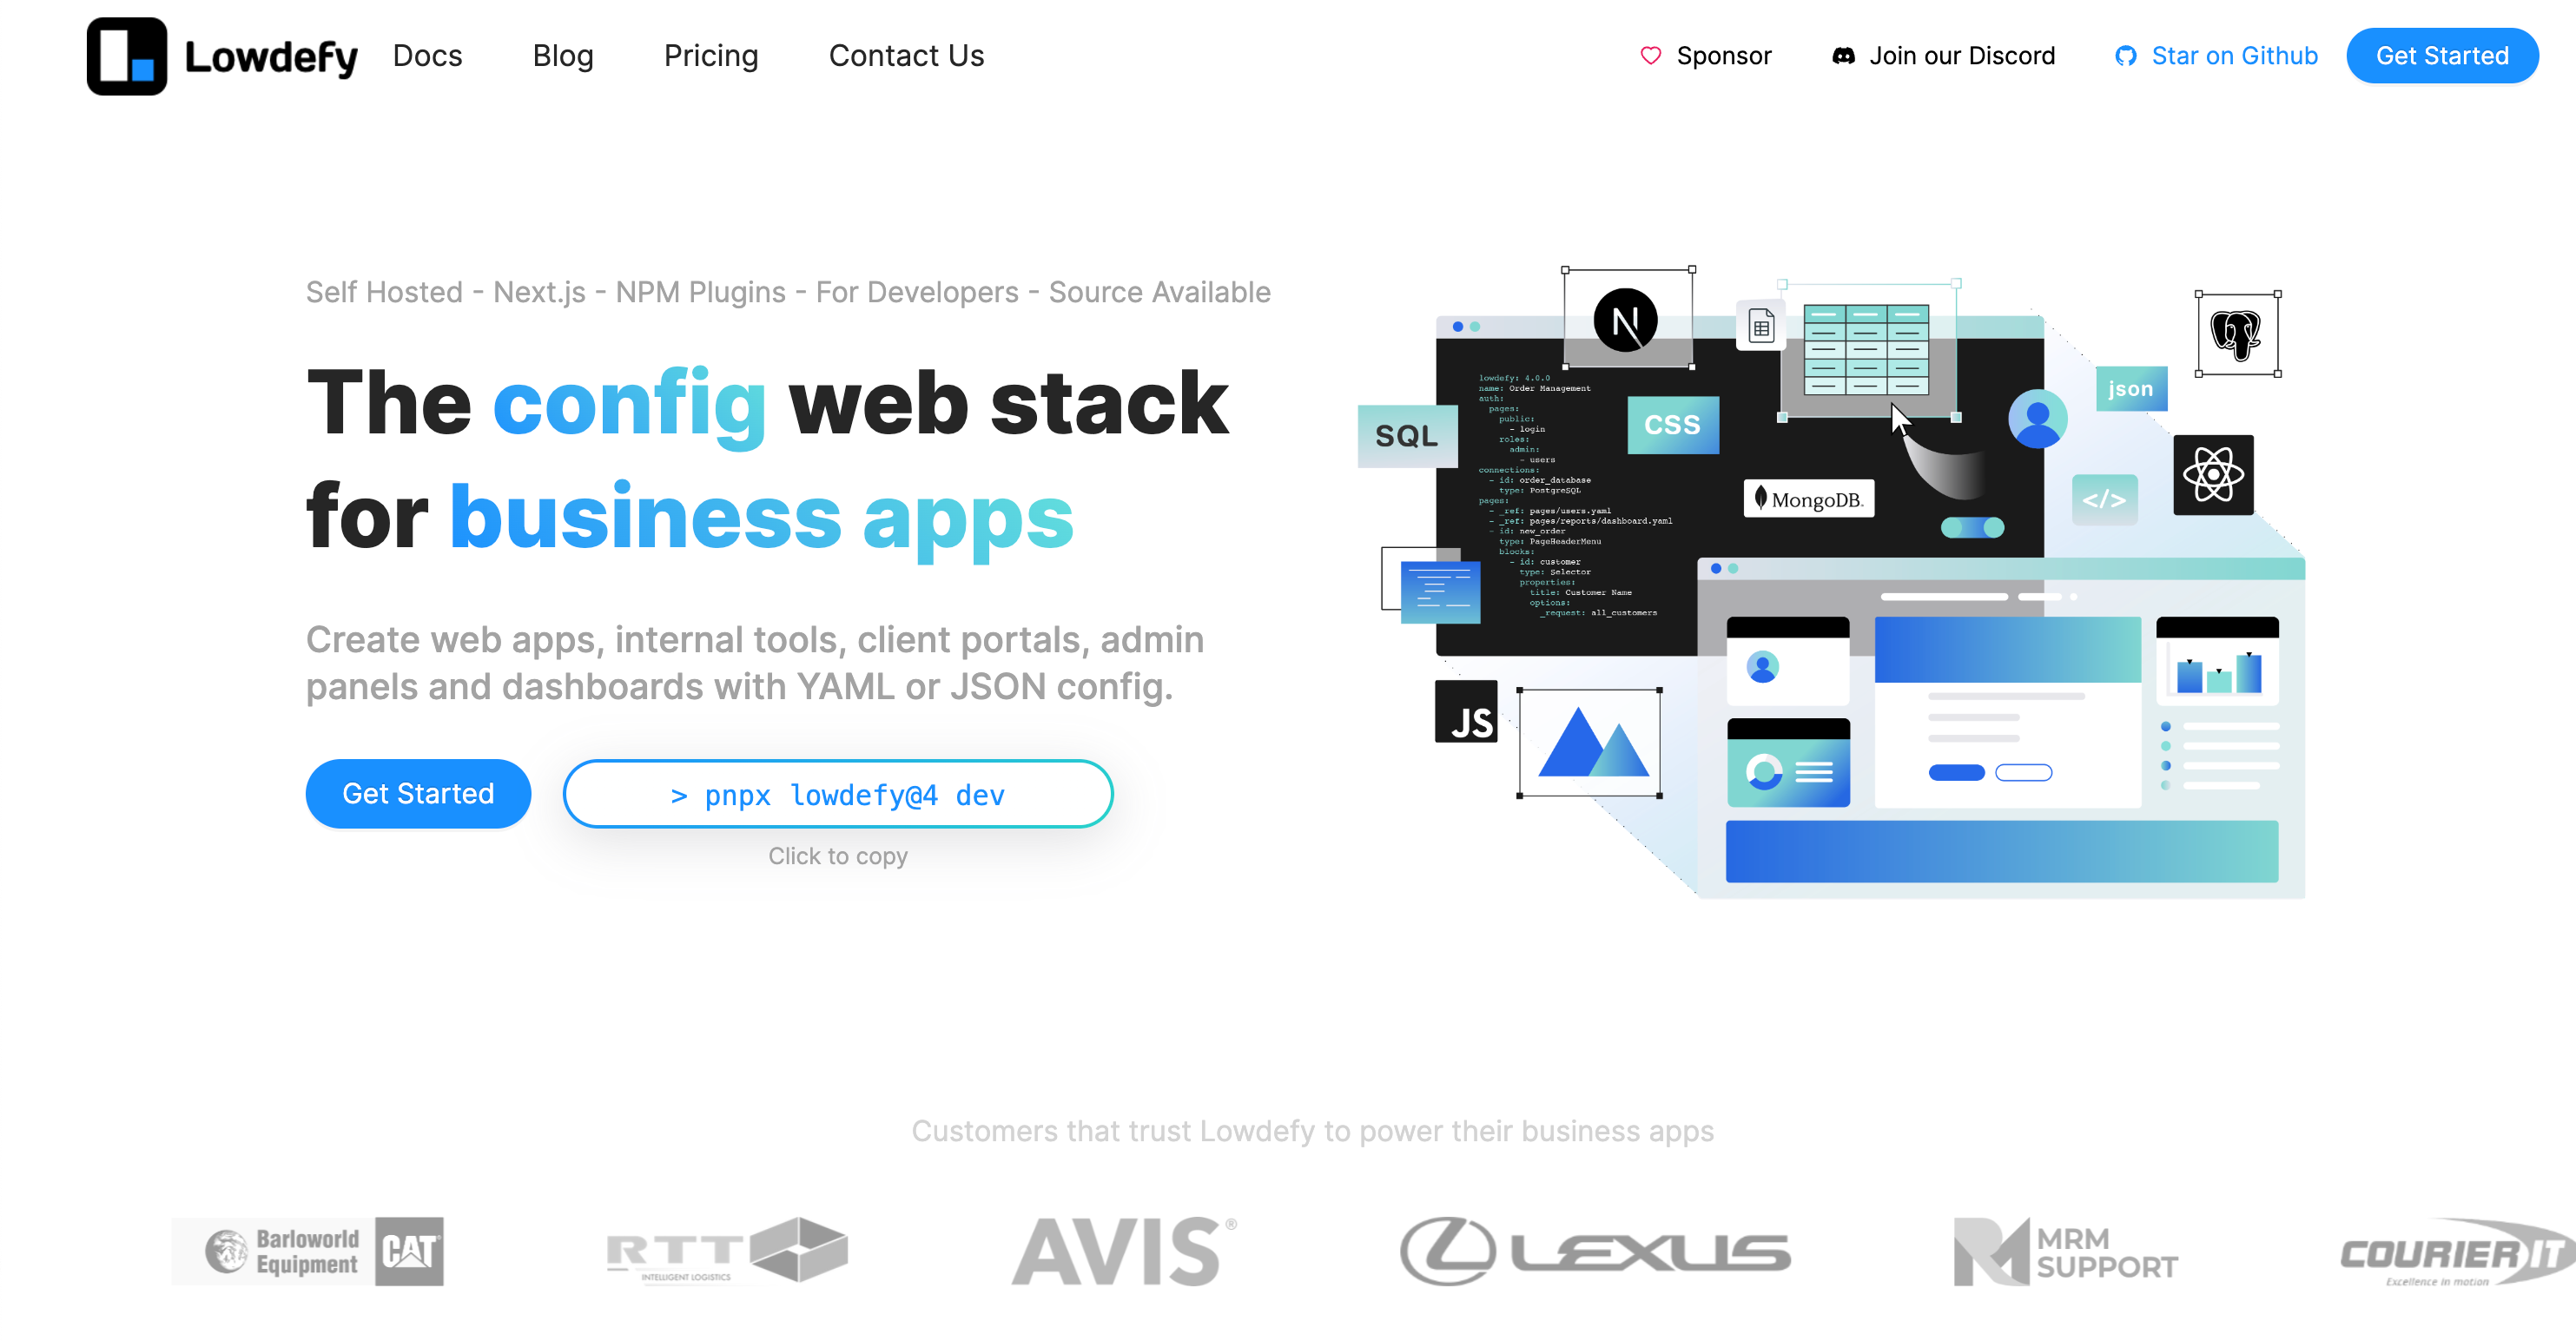 Lowdefy
Docs
Blog
Pricing
Contact Us
Sponsor
Join our Discord
Star on Github
Get Started
Self Hosted - Next.js - NPM Plugins - For Developers - Source Available
The config web stack
for business apps
Create web apps, internal tools, client portals, admin
panels and dashboards with YAML or JSON config.
Get Started
> pnpx lowdefy@4 dev
Click to copy
N
SQL
CSS
json
MongoDB.
</>
JS
lowdefy: 4.0.0
name: Order Management
auth:
pages:
public:
- login
roles:
admin:
- users
connections:
- id: order_database
type: PostgreSQL
pages:
- _ref: pages/users.yaml
- _ref: pages/reports/dashboard.yaml
- id: new_order
type: PageHeaderMenu
blocks:
- id: customer
type: Selector
properties:
title: Customer Name
options:
_request: all_customers
Customers that trust Lowdefy to power their business apps
Barloworld
Equipment
CAT
RTT
INTELLIGENT LOGISTICS
AVIS®
LEXUS
MRM
SUPPORT
COURIER IT
Excellence in motion